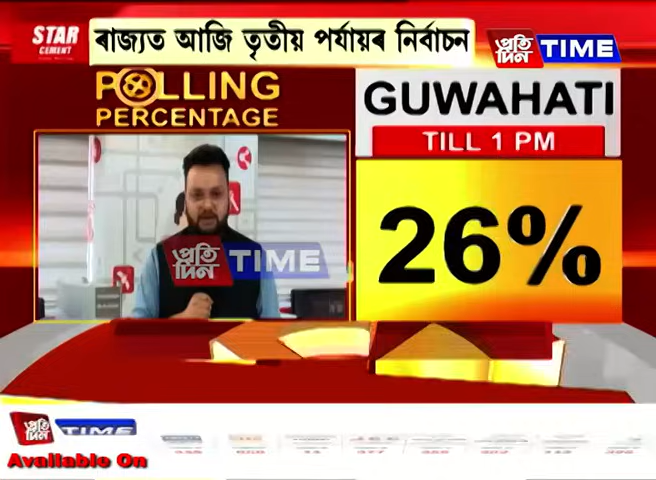 STAR
CEMENT
ৰাজ্যত আজি তৃতীয় পৰ্যায়ৰ নিৰ্বাচন
প্ৰতি দিন TIME
POLLING
PERCENTAGE
GUWAHATI
TILL 1 PM
26%
প্ৰতি দিন TIME
প্ৰতি দিন TIME
Available On